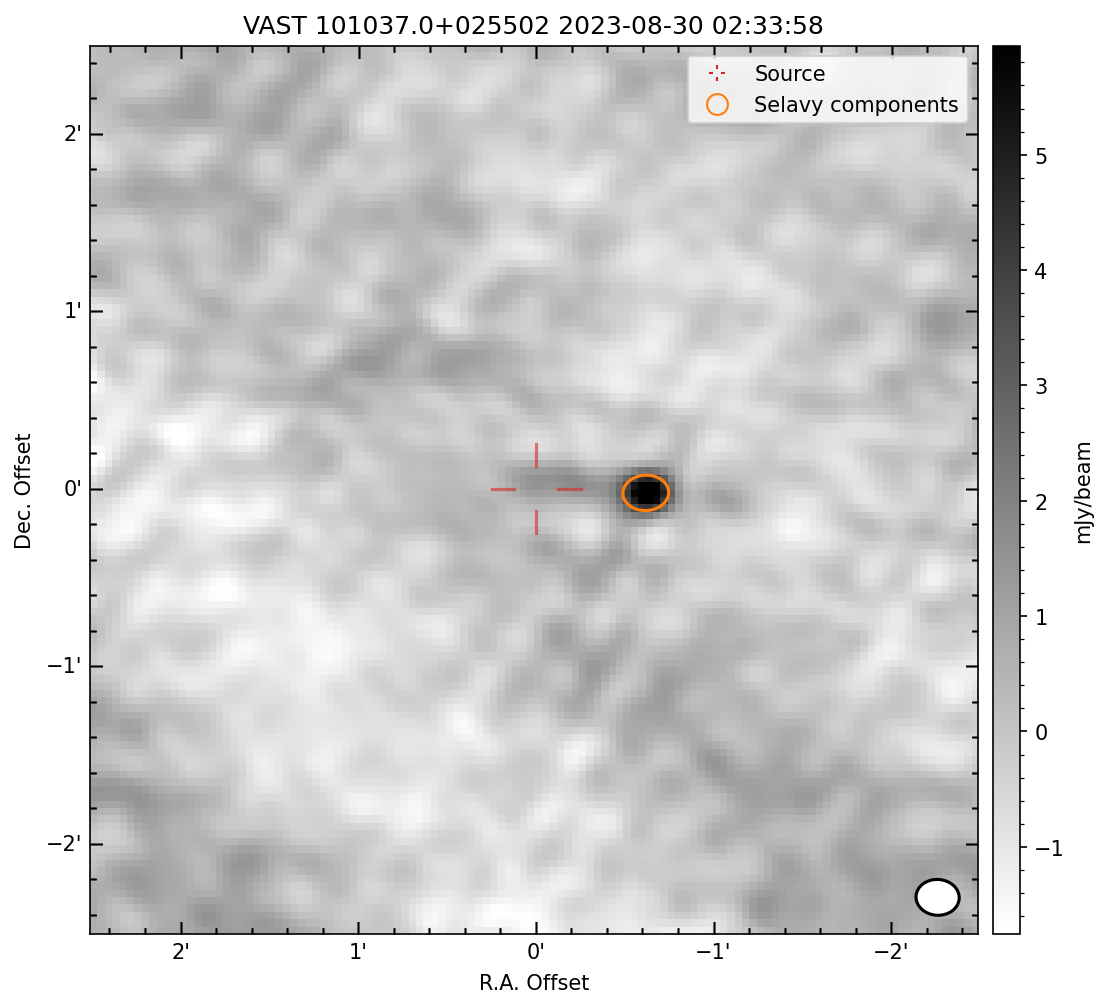 VAST 101037.0+025502 2023-08-30 02:33:58
Source
Selavy components
2'
1'
0'
−1'
−2'
2'
1'
0'
−1'
−2'
Dec. Offset
R.A. Offset
5
4
3
2
1
0
−1
mJy/beam